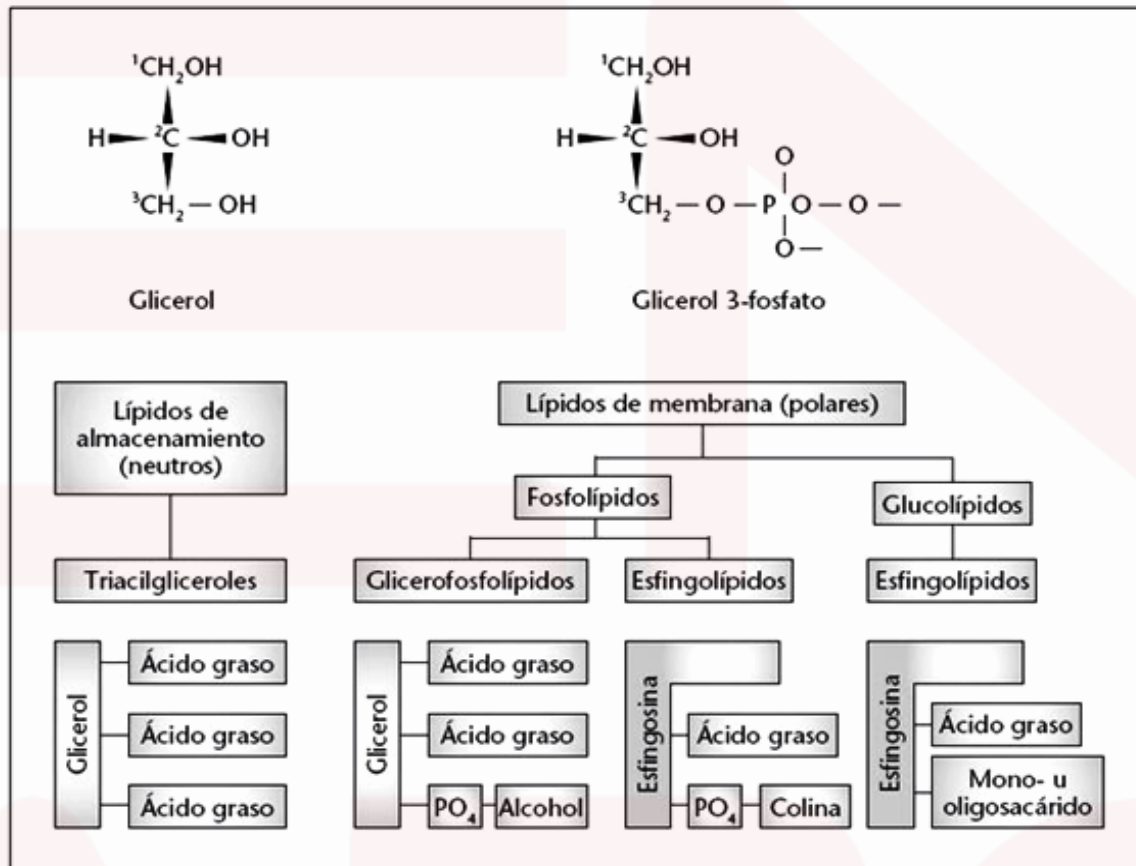 ¹CH₂OH
H ²C OH
³CH₂ — OH
Glicerol
¹CH₂OH
H ²C OH
O
³CH₂ — O — P O — O —
O —
Glicerol 3-fosfato
Lípidos de
almacenamiento
(neutros)
Triacilgliceroles
Glicerol
Ácido graso
Ácido graso
Ácido graso
Lípidos de membrana (polares)
Fosfolípidos
Glucolípidos
Glicerofosfolípidos
Esfingolípidos
Esfingolípidos
Glicerol
Ácido graso
Ácido graso
PO₄
Alcohol
Esfingosina
Ácido graso
PO₄
Colina
Esfingosina
Ácido graso
Mono- u
oligosacárido